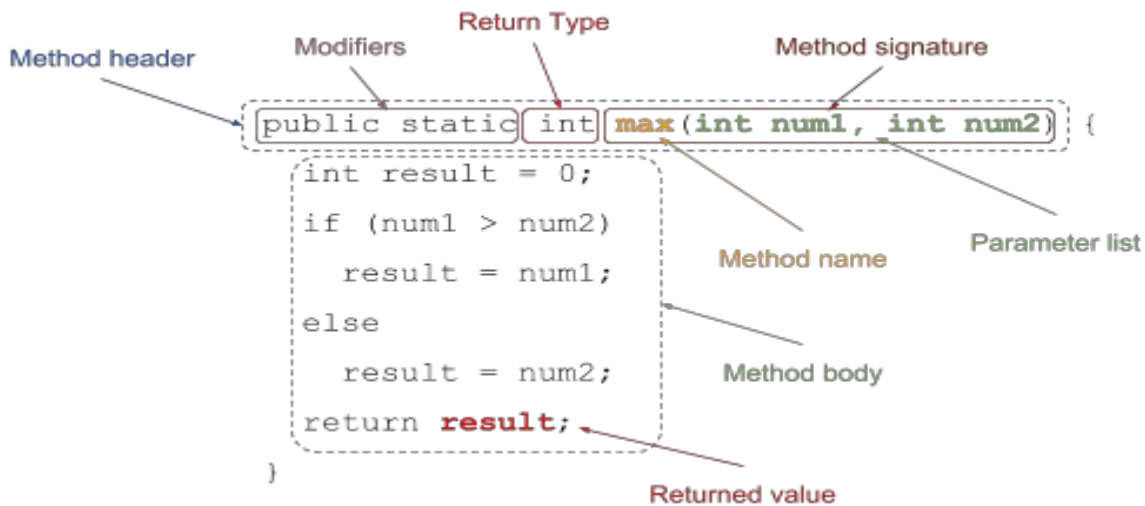 Return Type
Modifiers
Method signature
Method header
public static int max(int num1, int num2) {
int result = 0;
if (num1 > num2)
result = num1;
else
result = num2;
return result;
}
Parameter list
Method name
Method body
Returned value